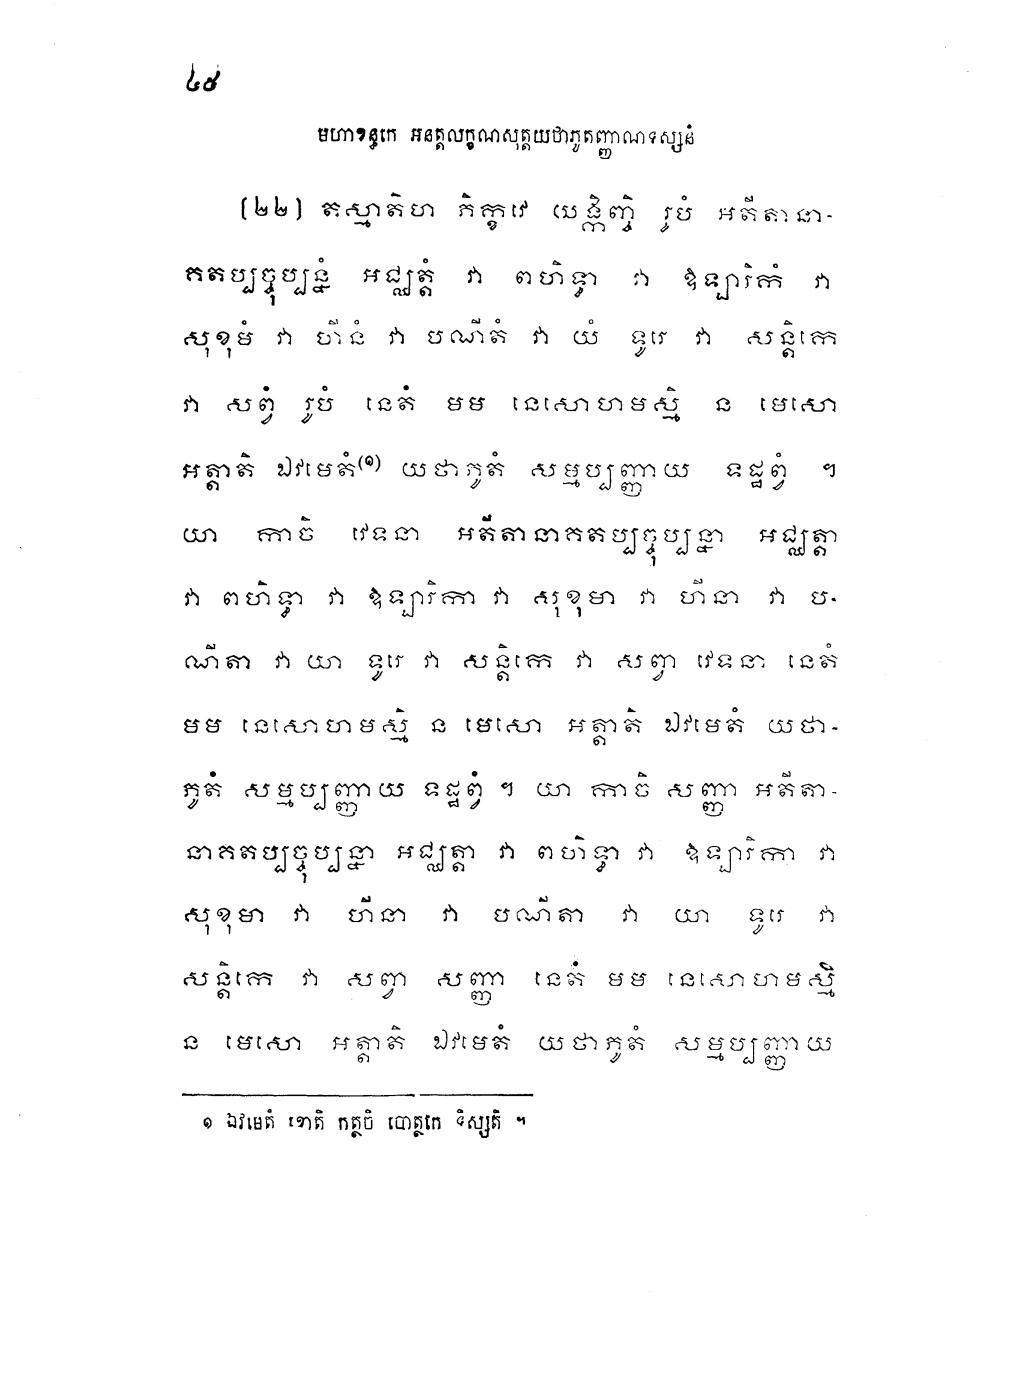 ៤៩
មហាខន្ធកេ អនត្តលក្ខណសុត្តយថាភូតញ្ញាណទស្សនំ
(២២) តស្មាតិហ ភិក្ខវេ យង្កិញ្ចិ រូបំ អតីតានា-
គតប្បច្ចុប្បន្នំ អជ្ឈត្តំ វា ពហិទ្ធា វា ឱឡារិកំ វា
សុខុមំ វា ហីនំ វា បណីតំ វា យំ ទូរេ វា សន្តិកេ
វា សព្វំ រូបំ នេតំ មម នេសោហមស្មិ ន មេសោ
អត្តាតិ ឯវមេតំ(១) យថាភូតំ សម្មប្បញ្ញាយ ទដ្ឋព្វំ ។
យា កាចិ វេទនា អតីតានាគតប្បច្ចុប្បន្នា អជ្ឈត្តា
វា ពហិទ្ធា វា ឱឡារិកា វា សុខុមា វា ហីនា វា ប-
ណីតា វា យា ទូរេ វា សន្តិកេ វា សព្វា វេទនា នេតំ
មម នេសោហមស្មិ ន មេសោ អត្តាតិ ឯវមេតំ យថា-
ភូតំ សម្មប្បញ្ញាយ ទដ្ឋព្វំ ។ យា កាចិ សញ្ញា អតីតា-
នាគតប្បច្ចុប្បន្នា អជ្ឈត្តា វា ពហិទ្ធា វា ឱឡារិកា វា
សុខុមា វា ហីនា វា បណីតា វា យា ទូរេ វា
សន្តិកេ វា សព្វា សញ្ញា នេតំ មម នេសោហមស្មិ
ន មេសោ អត្តាតិ ឯវមេតំ យថាភូតំ សម្មប្បញ្ញាយ
១ ឯវមេតំ ខោតិ កត្ថចិ បោត្ថកេ ទិស្សតិ ។